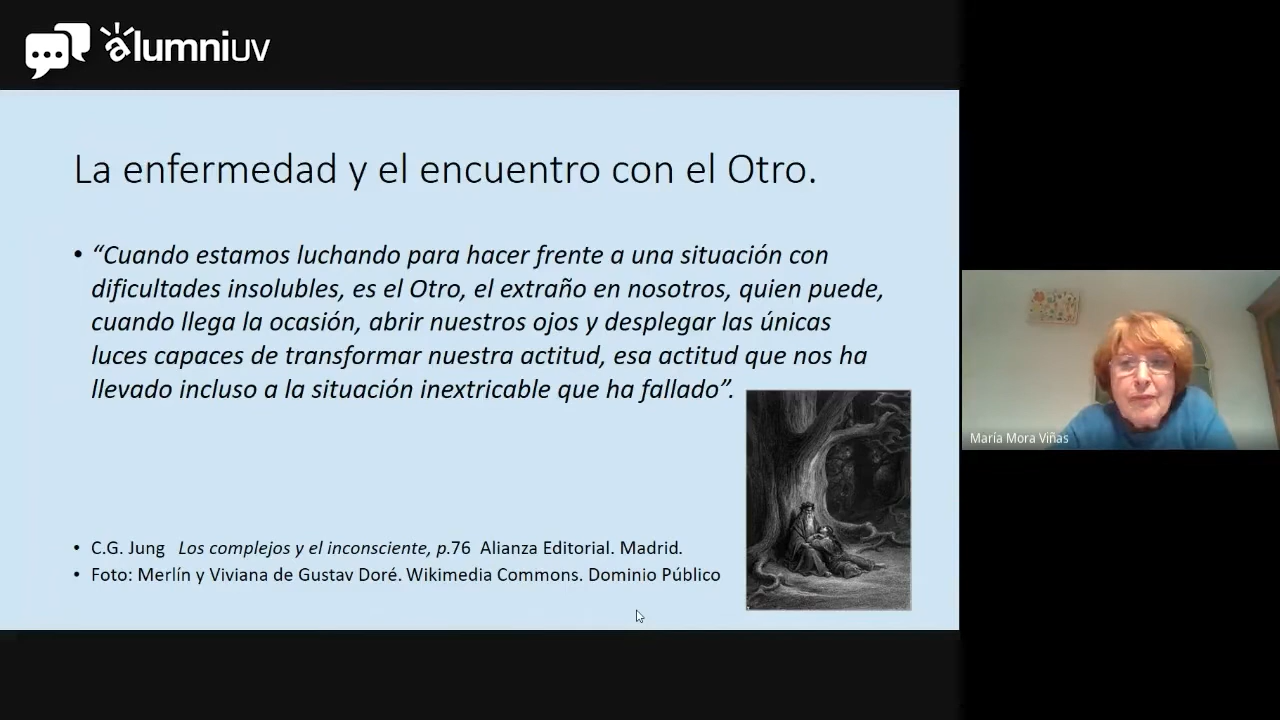 alumniuv
La enfermedad y el encuentro con el Otro.
• “Cuando estamos luchando para hacer frente a una situación con
dificultades insolubles, es el Otro, el extraño en nosotros, quien puede,
cuando llega la ocasión, abrir nuestros ojos y desplegar las únicas
luces capaces de transformar nuestra actitud, esa actitud que nos ha
llevado incluso a la situación inextricable que ha fallado”.
• C.G. Jung Los complejos y el inconsciente, p.76 Alianza Editorial. Madrid.
• Foto: Merlín y Viviana de Gustav Doré. Wikimedia Commons. Dominio Público
María Mora Viñas